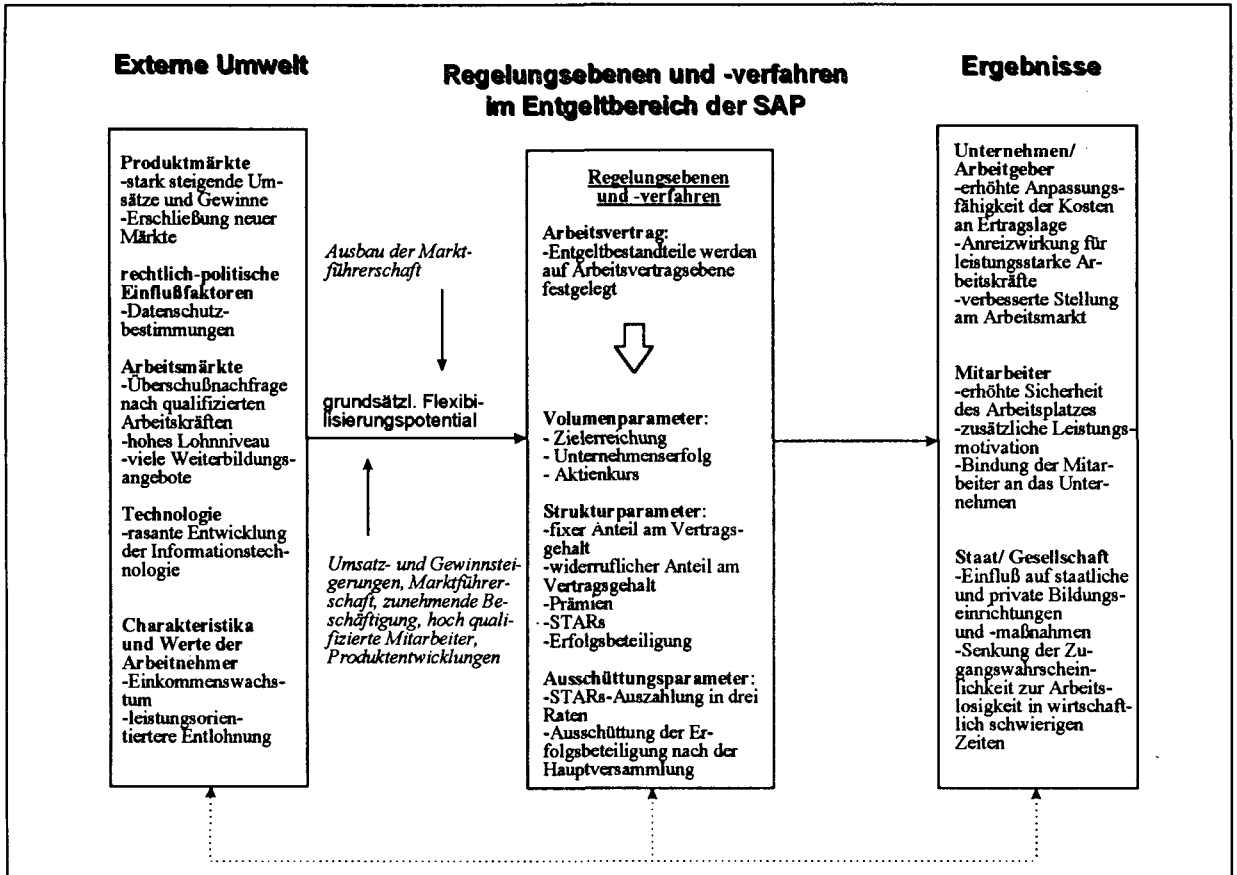 Externe Umwelt
Produktmärkte
-stark steigende Um-
sätze und Gewinne
-Erschließung neuer
Märkte
rechtlich-politische
Einflußfaktoren
-Datenschutz-
bestimmungen
Arbeitsmärkte
-Überschußnachfrage
nach qualifizierten
Arbeitskräften
-hohes Lohnniveau
-viele Weiterbildungs-
angebote
Technologie
-rasante Entwicklung
der Informationstech-
nologie
Charakteristika
und Werte der
Arbeitnehmer
-Einkommenswachs-
tum
-leistungsorien-
tiertere Entlohnung
Ausbau der Markt-
führerschaft
grundsätzl. Flexibi-
lisierungspotential
Umsatz- und Gewinnstei-
gerungen, Marktführer-
schaft, zunehmende Be-
schäftigung, hoch quali-
fizierte Mitarbeiter,
Produktentwicklungen
Regelungsebenen und -verfahren
im Entgeltbereich der SAP
Regelungsebenen
und -verfahren
Arbeitsvertrag:
-Entgeltbestandteile werden
auf Arbeitsvertragsebene
festgelegt
Volumenparameter:
- Zielerreichung
- Unternehmenserfolg
- Aktienkurs
Strukturparameter:
-fixer Anteil am Vertrags-
gehalt
-widerruflicher Anteil am
Vertragsgehalt
-Prämien
-STARs
-Erfolgsbeteiligung
Ausschüttungsparameter:
-STARs-Auszahlung in drei
Raten
-Ausschüttung der Er-
folgsbeteiligung nach der
Hauptversammlung
Ergebnisse
Unternehmen/
Arbeitgeber
-erhöhte Anpassungs-
fähigkeit der Kosten
an Ertragslage
-Anreizwirkung für
leistungsstarke Ar-
beitskräfte
-verbesserte Stellung
am Arbeitsmarkt
Mitarbeiter
-erhöhte Sicherheit
des Arbeitsplatzes
-zusätzliche Leistungs-
motivation
-Bindung der Mitar-
beiter an das Unter-
nehmen
Staat/ Gesellschaft
-Einfluß auf staatliche
und private Bildungs-
einrichtungen
und -maßnahmen
-Senkung der Zu-
gangswahrschein-
lichkeit zur Arbeits-
losigkeit in wirtschaft-
lich schwierigen
Zeiten